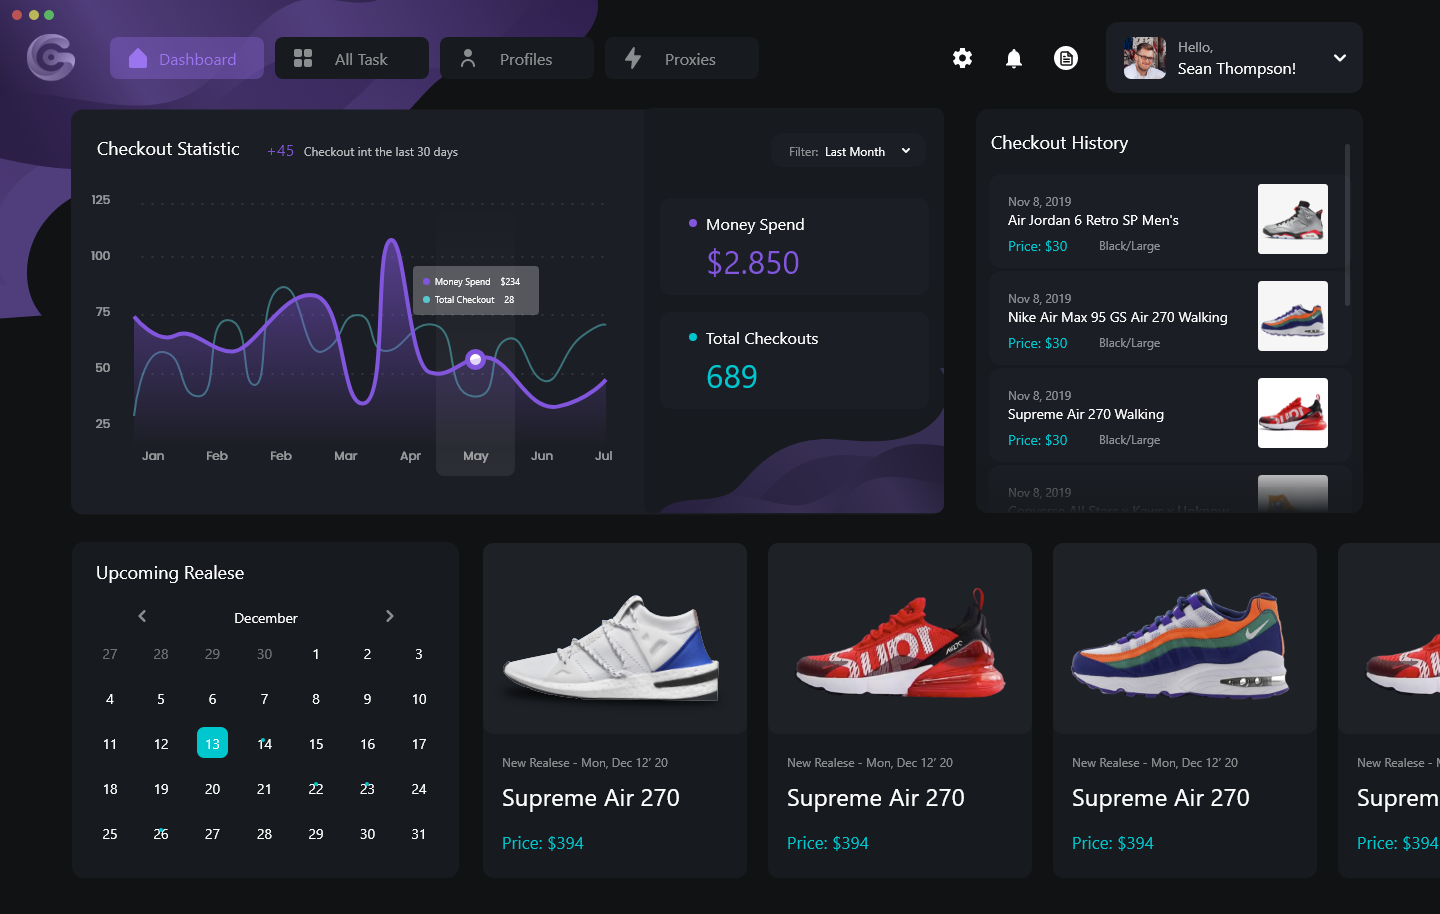 Dashboard
All Task
Profiles
Proxies
Hello,
Sean Thompson!
Checkout Statistic
+45 Checkout int the last 30 days
Filter: Last Month
125
100
75
50
25
Money Spend $234
Total Checkout 28
Jan Feb Feb Mar Apr May Jun Jul
Money Spend
$2.850
Total Checkouts
689
Checkout History
Nov 8, 2019
Air Jordan 6 Retro SP Men's
Price: $30 Black/Large
Nov 8, 2019
Nike Air Max 95 GS Air 270 Walking
Price: $30 Black/Large
Nov 8, 2019
Supreme Air 270 Walking
Price: $30 Black/Large
Nov 8, 2019
Converse All Stars x Kaws x
Upcoming Realese
December
27 28 29 30 1 2 3
4 5 6 7 8 9 10
11 12 13 14 15 16 17
18 19 20 21 22 23 24
25 26 27 28 29 30 31
New Realese - Mon, Dec 12' 20
Supreme Air 270
Price: $394
New Realese - Mon, Dec 12' 20
Supreme Air 270
Price: $394
New Realese - Mon, Dec 12' 20
Supreme Air 270
Price: $394
New Realese - M
Suprem
Price: $394